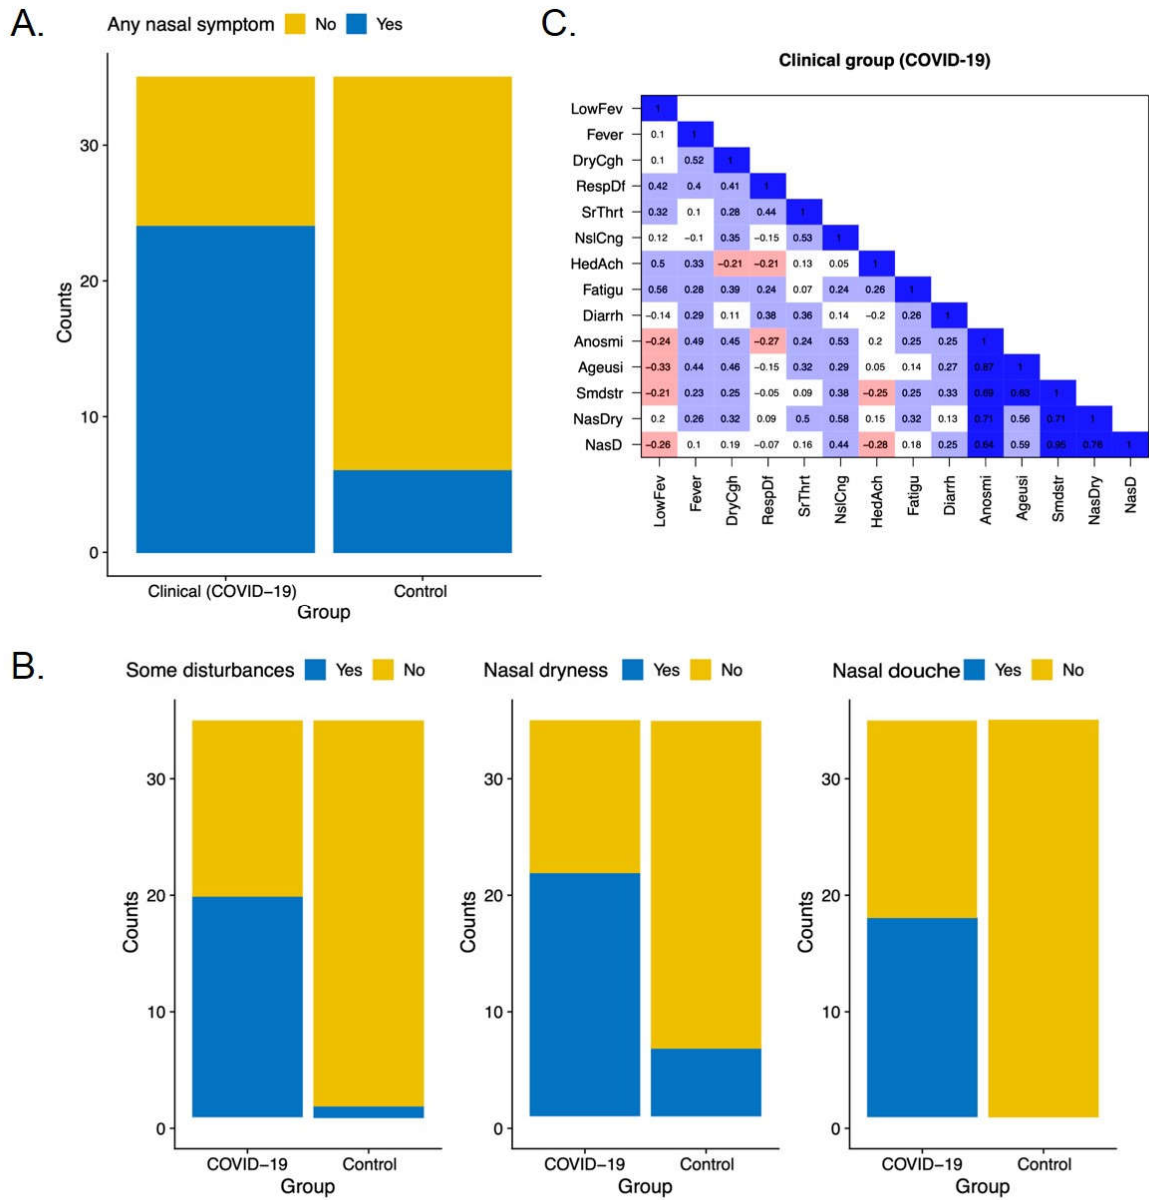 A.
Any nasal symptom No Yes
Counts
30
20
10
0
Clinical (COVID−19) Control
Group
C.
Clinical group (COVID-19)
LowFev 1
Fever 0.1 1
DryCgh 0.1 0.52 1
RespDf 0.42 0.4 0.41 1
SrThrt 0.32 0.1 0.28 0.44 1
NslCng 0.12 −0.1 0.35 −0.15 0.53 1
HedAch 0.5 0.33 −0.21 −0.21 0.13 0.05 1
Fatigu 0.56 0.28 0.39 0.24 0.07 0.24 0.26 1
Diarrh −0.14 0.29 0.11 0.38 0.36 0.14 −0.2 0.26 1
Anosmi −0.24 0.49 0.45 −0.27 0.24 0.53 0.2 0.25 0.25 1
Ageusi −0.33 0.44 0.46 −0.15 0.32 0.29 0.05 0.14 0.27 0.87 1
Smdstr −0.21 0.23 0.25 −0.05 0.09 0.38 −0.25 0.25 0.33 0.69 0.63 1
NasDry 0.2 0.26 0.32 0.09 0.5 0.58 0.15 0.32 0.13 0.71 0.56 0.71 1
NasD −0.26 0.1 0.19 −0.07 0.16 0.44 −0.28 0.18 0.25 0.64 0.59 0.95 0.76 1
LowFev Fever DryCgh RespDf SrThrt NslCng HedAch Fatigu Diarrh Anosmi Ageusi Smdstr NasDry NasD
B.
Some disturbances Yes No
Counts
30
20
10
0
COVID−19 Control
Group
Nasal dryness Yes No
Counts
30
20
10
0
COVID−19 Control
Group
Nasal douche Yes No
Counts
30
20
10
0
COVID−19 Control
Group